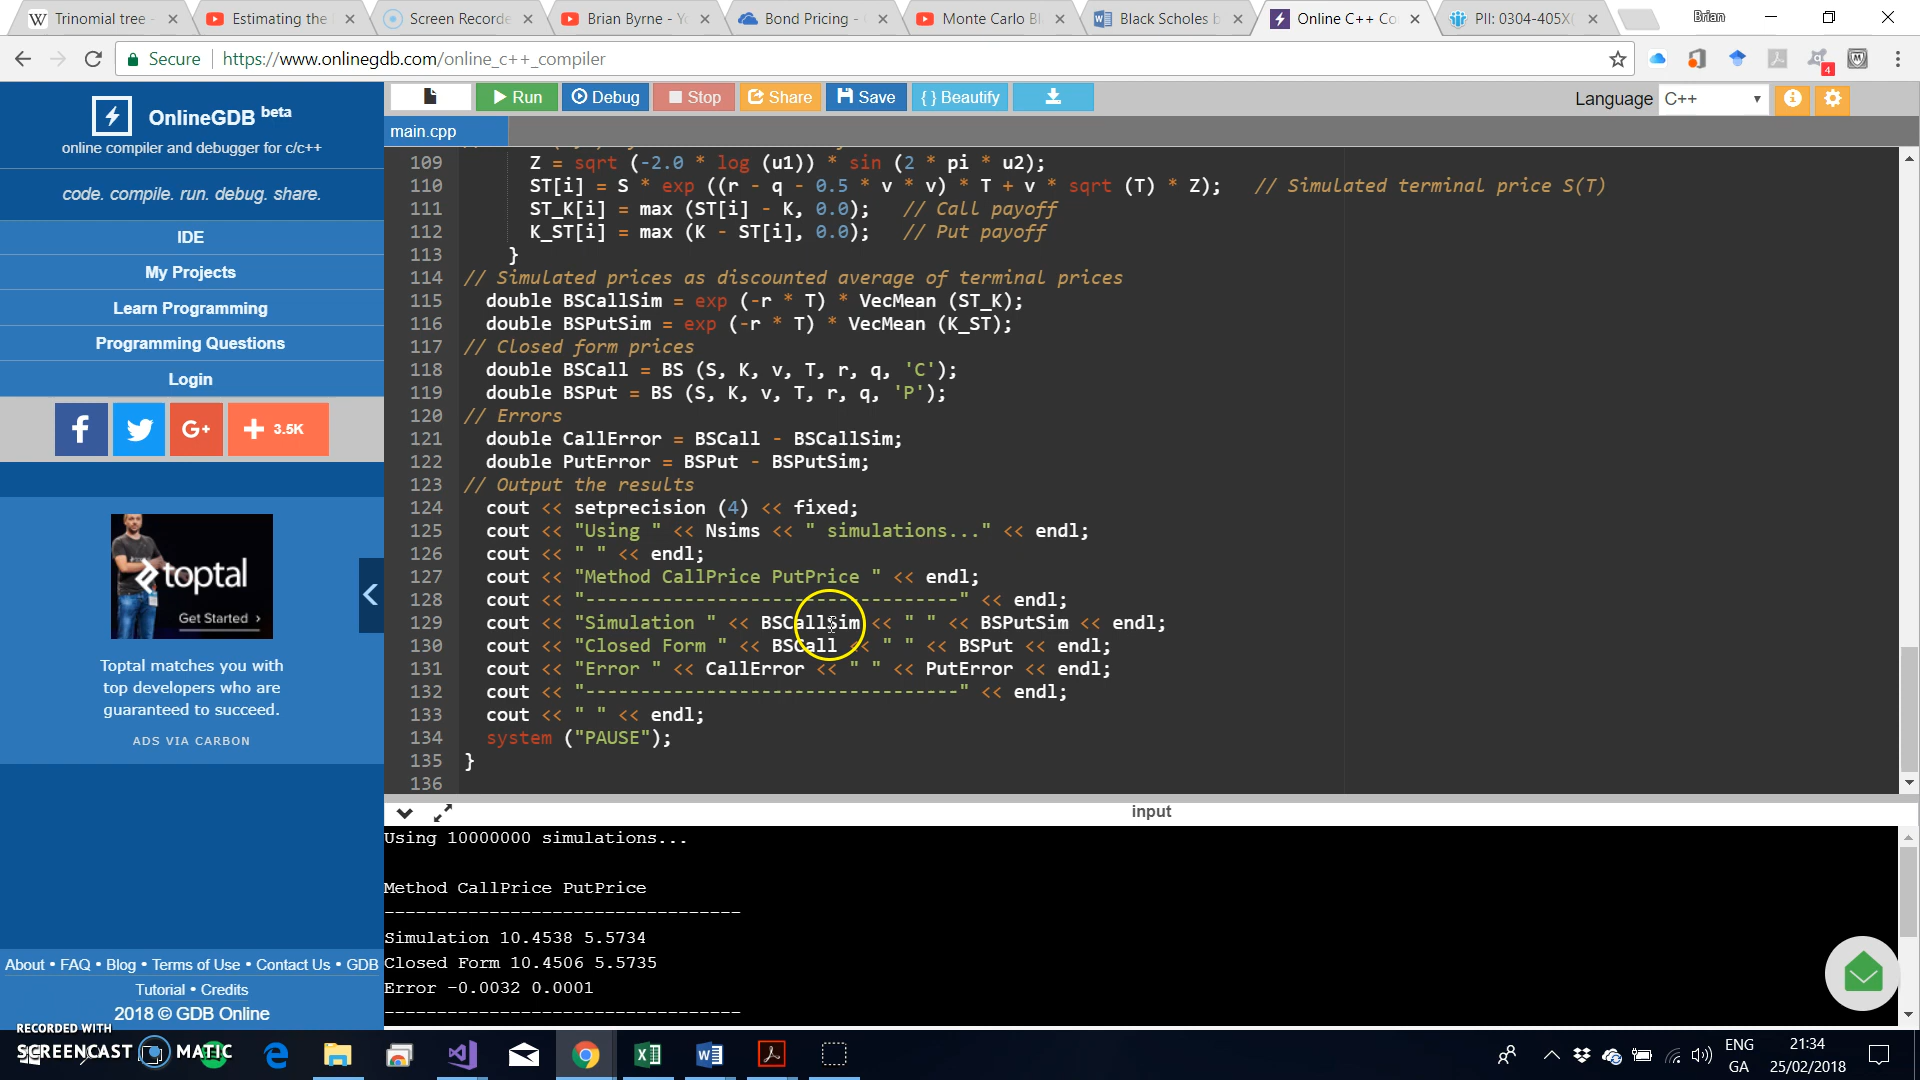 Trinomial tree -
Estimating the
Screen Recorde
Brian Byrne - Yo
Bond Pricing -
Monte Carlo Bl
Black Scholes b
Online C++ Co
PII: 0304-405X(
Brian
Secure
https://www.onlinegdb.com/online_c++_compiler
4
OnlineGDB beta
online compiler and debugger for c/c++
code. compile. run. debug. share.
IDE
My Projects
Learn Programming
Programming Questions
Login
f
G+
+ 3.5K
toptal
Get Started ›
Toptal matches you with
top developers who are
guaranteed to succeed.
ADS VIA CARBON
About • FAQ • Blog • Terms of Use • Contact Us • GDB
Tutorial • Credits
2018 © GDB Online
Run
Debug
Stop
Share
Save
{ } Beautify
Language C++
main.cpp
109 Z = sqrt (-2.0 * log (u1)) * sin (2 * pi * u2);
110 ST[i] = S * exp ((r - q - 0.5 * v * v) * T + v * sqrt (T) * Z); // Simulated terminal price S(T)
111 ST_K[i] = max (ST[i] - K, 0.0); // Call payoff
112 K_ST[i] = max (K - ST[i], 0.0); // Put payoff
113 }
114 // Simulated prices as discounted average of terminal prices
115 double BSCallSim = exp (-r * T) * VecMean (ST_K);
116 double BSPutSim = exp (-r * T) * VecMean (K_ST);
117 // Closed form prices
118 double BSCall = BS (S, K, v, T, r, q, 'C');
119 double BSPut = BS (S, K, v, T, r, q, 'P');
120 // Errors
121 double CallError = BSCall - BSCallSim;
122 double PutError = BSPut - BSPutSim;
123 // Output the results
124 cout << setprecision (4) << fixed;
125 cout << "Using " << Nsims << " simulations..." << endl;
126 cout << " " << endl;
127 cout << "Method CallPrice PutPrice " << endl;
128 cout << "----------------------------------" << endl;
129 cout << "Simulation " << BSCallSim << " " << BSPutSim << endl;
130 cout << "Closed Form " << BSCall << " " << BSPut << endl;
131 cout << "Error " << CallError << " " << PutError << endl;
132 cout << "----------------------------------" << endl;
133 cout << " " << endl;
134 system ("PAUSE");
135 }
136
input
Using 10000000 simulations...
Method CallPrice PutPrice
----------------------------------
Simulation 10.4538 5.5734
Closed Form 10.4506 5.5735
Error -0.0032 0.0001
----------------------------------
RECORDED WITH
SCREENCAST MATIC
ENG
GA
21:34
25/02/2018